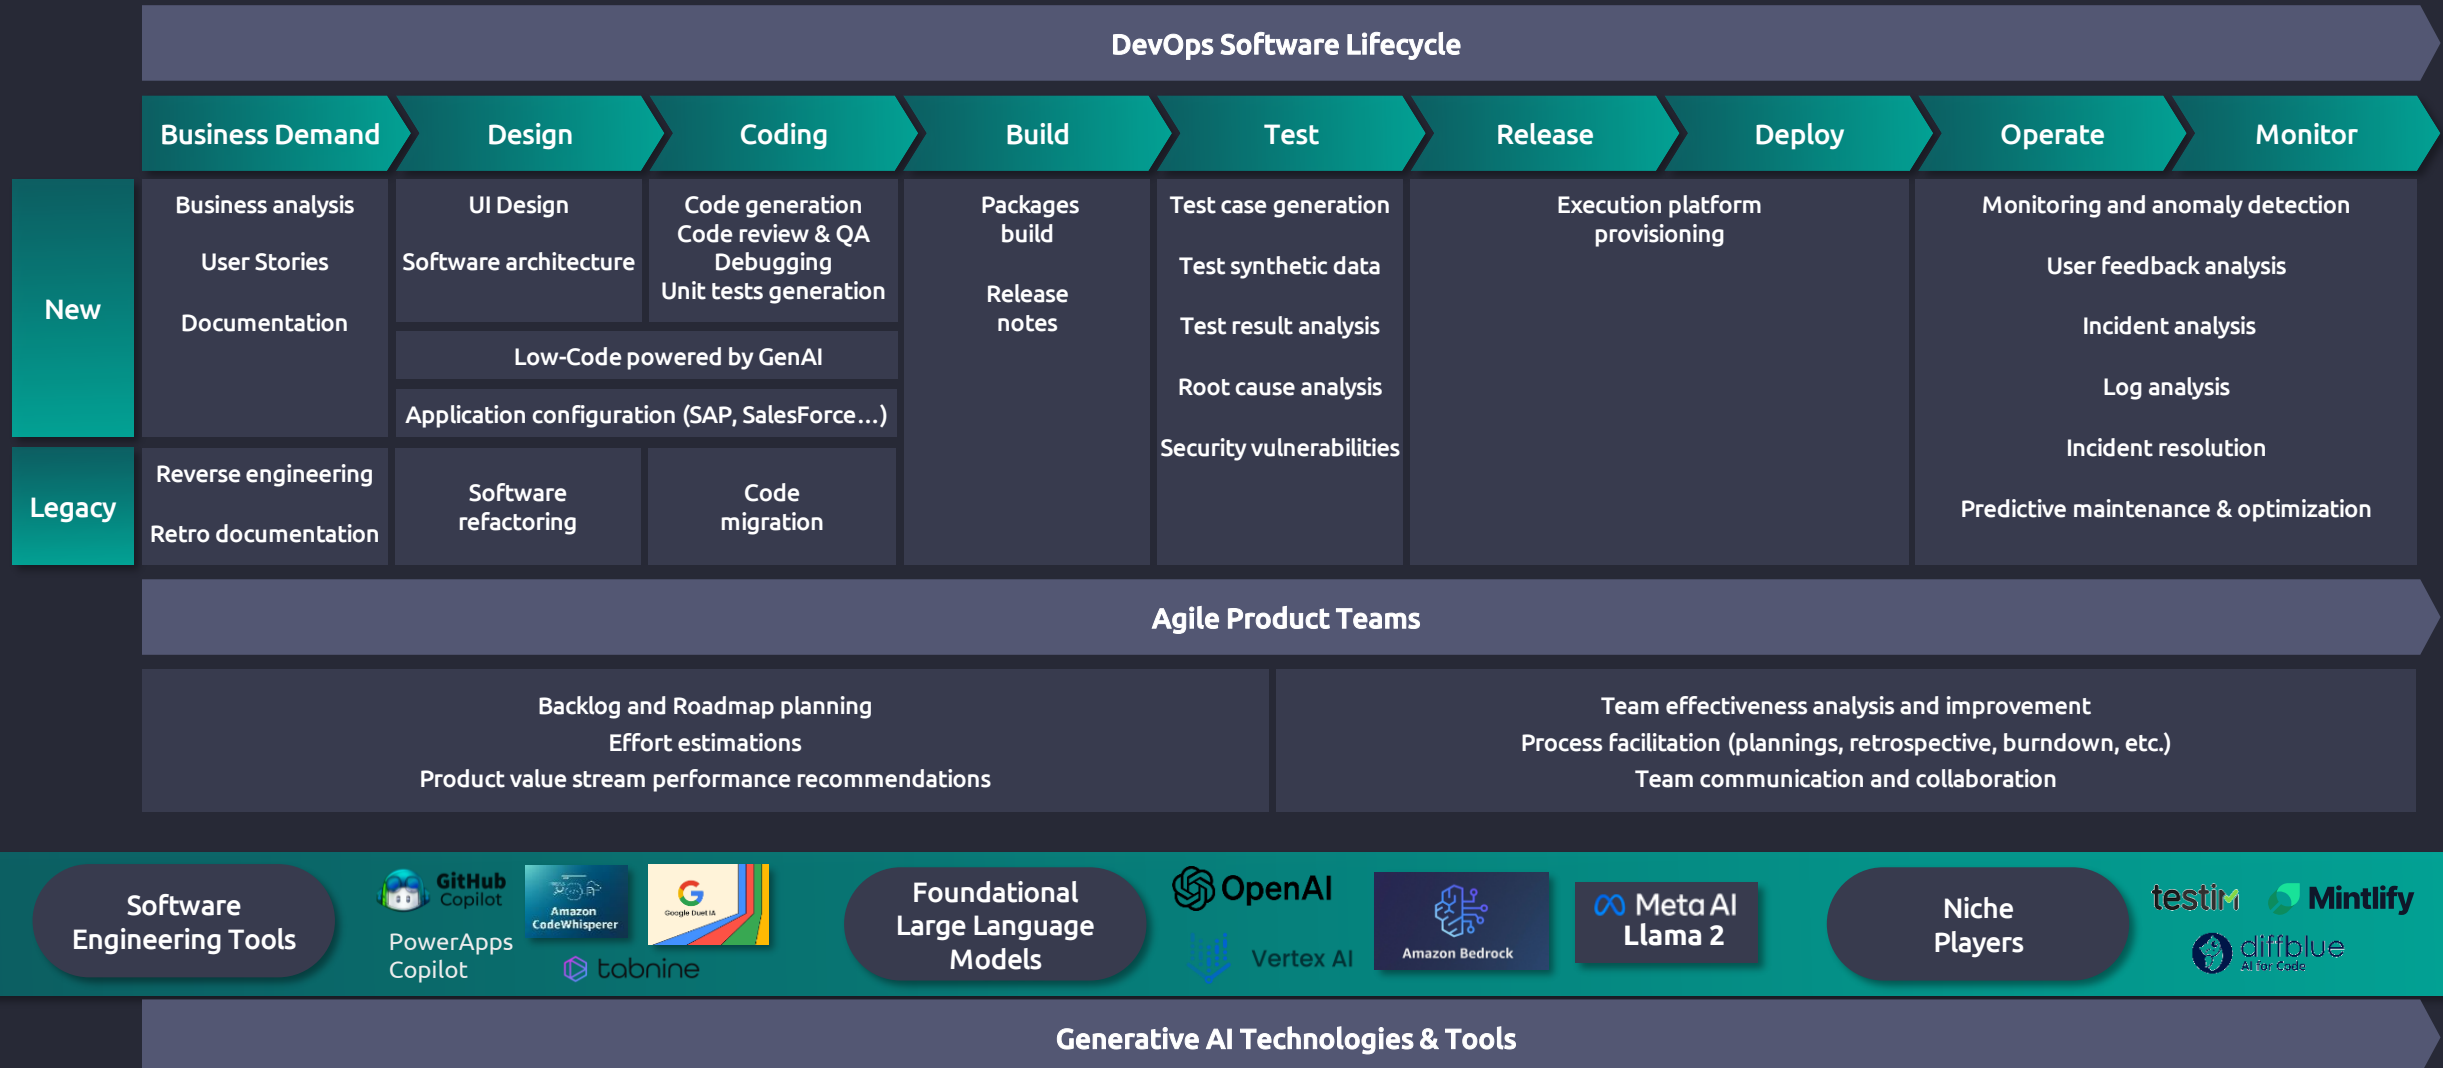 DevOps Software Lifecycle
Business Demand
Design
Coding
Build
Test
Release
Deploy
Operate
Monitor
New
Business analysis
User Stories
Documentation
UI Design
Software architecture
Code generation
Code review & QA
Debugging
Unit tests generation
Low-Code powered by GenAI
Application configuration (SAP, SalesForce...)
Packages
build
Release
notes
Test case generation
Test synthetic data
Test result analysis
Root cause analysis
Security vulnerabilities
Execution platform
provisioning
Monitoring and anomaly detection
User feedback analysis
Incident analysis
Log analysis
Incident resolution
Predictive maintenance & optimization
Legacy
Reverse engineering
Retro documentation
Software
refactoring
Code
migration
Agile Product Teams
Backlog and Roadmap planning
Effort estimations
Product value stream performance recommendations
Team effectiveness analysis and improvement
Process facilitation (plannings, retrospective, burndown, etc.)
Team communication and collaboration
Software
Engineering Tools
GitHub
Copilot
Amazon
CodeWhisperer
Google Duet IA
PowerApps
Copilot
tabnine
Foundational
Large Language
Models
OpenAI
Vertex AI
Amazon Bedrock
Meta AI
Llama 2
Niche
Players
testim
Mintlify
diffblue
AI for Code
Generative AI Technologies & Tools